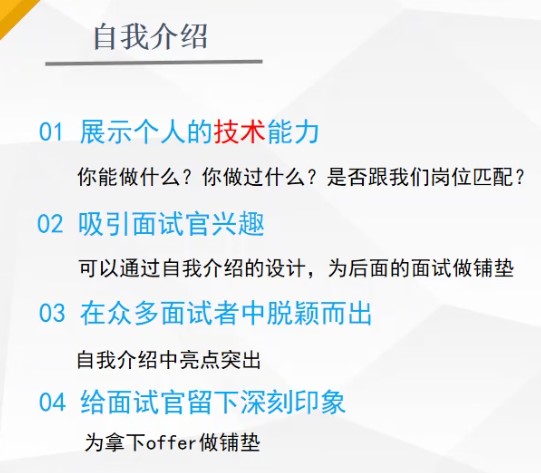 自我介绍
01 展示个人的技术能力
你能做什么？你做过什么？是否跟我们岗位匹配？
02 吸引面试官兴趣
可以通过自我介绍的设计，为后面的面试做铺垫
03 在众多面试者中脱颖而出
自我介绍中亮点突出
04 给面试官留下深刻印象
为拿下offer做铺垫